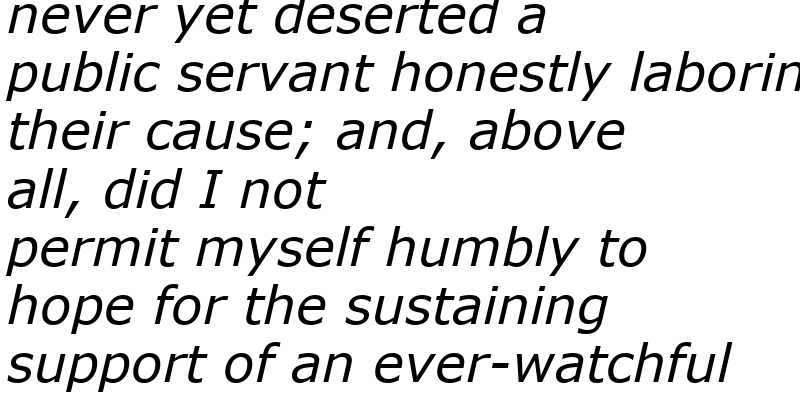 never yet deserted a
public servant honestly laborin
their cause; and, above
all, did I not
permit myself humbly to
hope for the sustaining
support of an ever-watchful